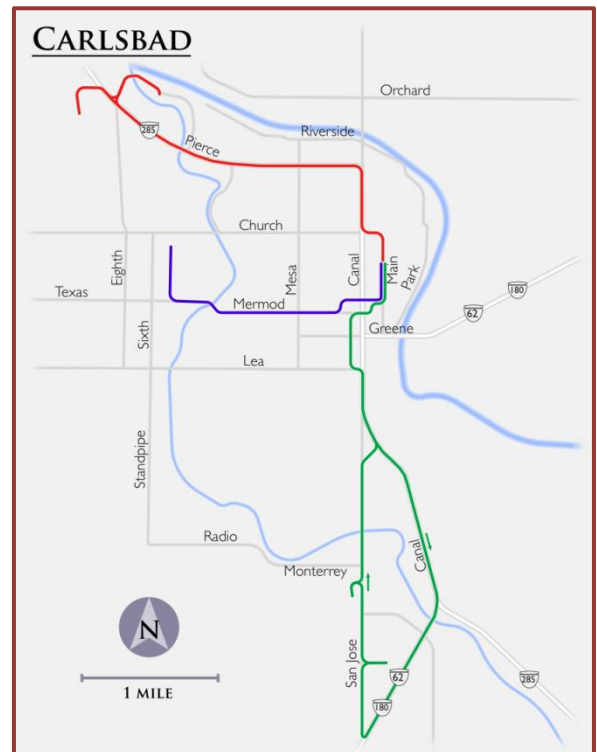 CARLSBAD
Orchard
285
Pierce
Riverside
Church
Eighth
Mesa
Canal
Main
Park
Texas
Mermod
180
62
Sixth
Greene
Lea
Standpipe
Radio
Canal
Monterrey
N
1 MILE
San Jose
62
285
180